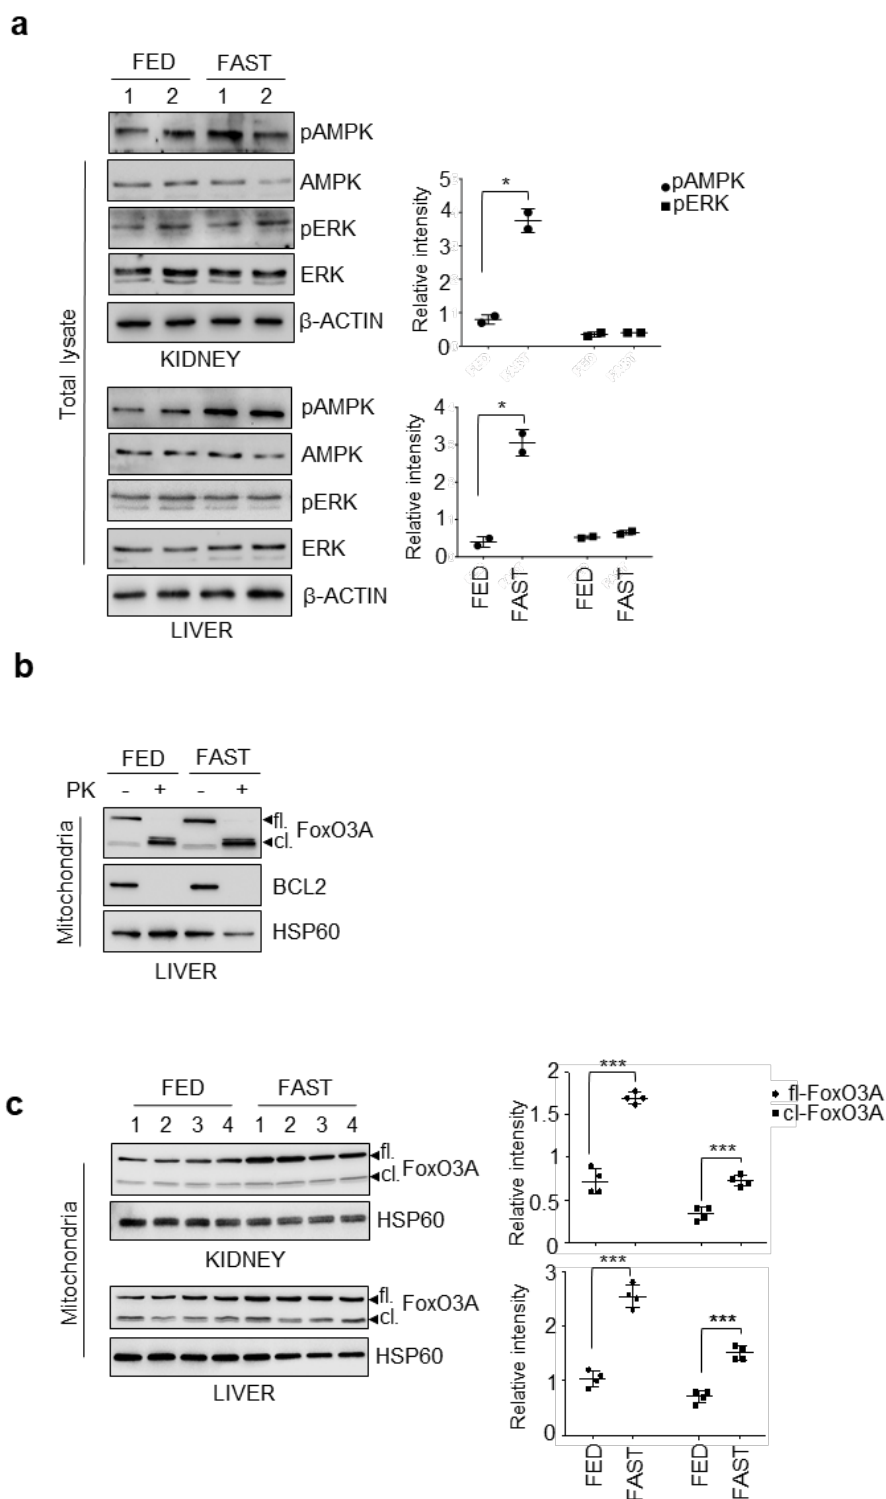 a
FED FAST
1 2 1 2
pAMPK
AMPK
pERK
ERK
β-ACTIN
KIDNEY
pAMPK
AMPK
pERK
ERK
β-ACTIN
LIVER
Total lysate
5
4
3
2
1
0
Relative intensity
*
pAMPK
pERK
4
3
2
1
0
Relative intensity
*
FED FAST FED FAST
b
FED FAST
PK - + - +
fl.
cl. FoxO3A
BCL2
HSP60
LIVER
Mitochondria
c
FED FAST
1 2 3 4 1 2 3 4
fl.
cl. FoxO3A
HSP60
KIDNEY
fl.
cl. FoxO3A
HSP60
LIVER
Mitochondria
2
1.5
1
0.5
0
Relative intensity
*** ***
fl-FoxO3A
cl-FoxO3A
3
2
1
0
Relative intensity
*** ***
FED FAST FED FAST